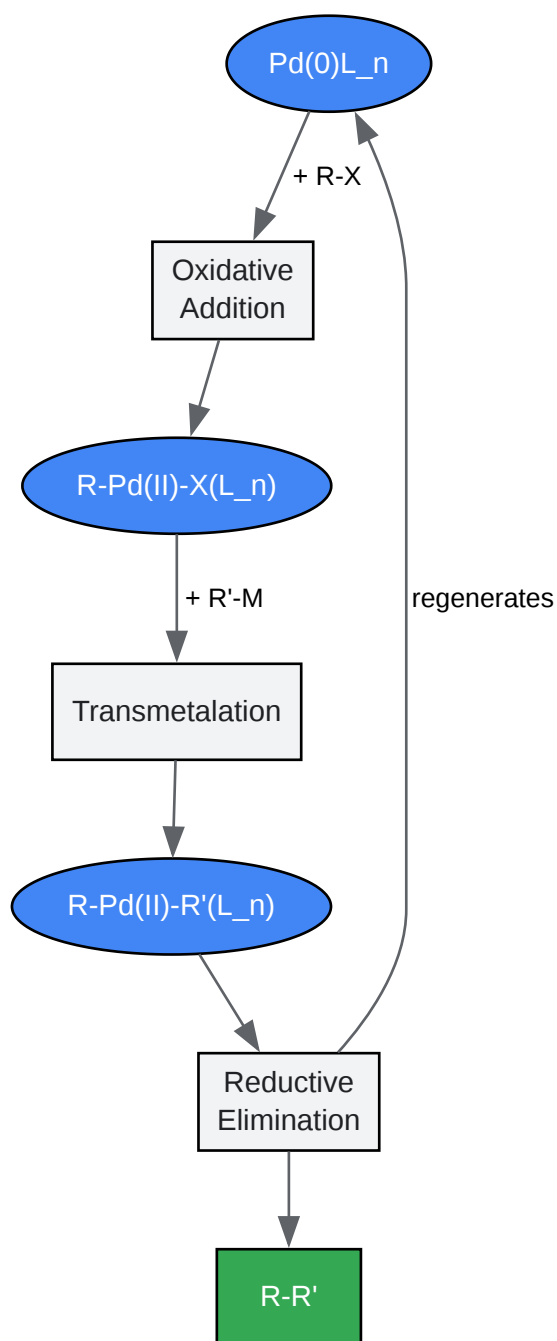 Pd(0)L_n
+ R-X
Oxidative
Addition
R-Pd(II)-X(L_n)
+ R'-M
regenerates
Transmetalation
R-Pd(II)-R'(L_n)
Reductive
Elimination
R-R'